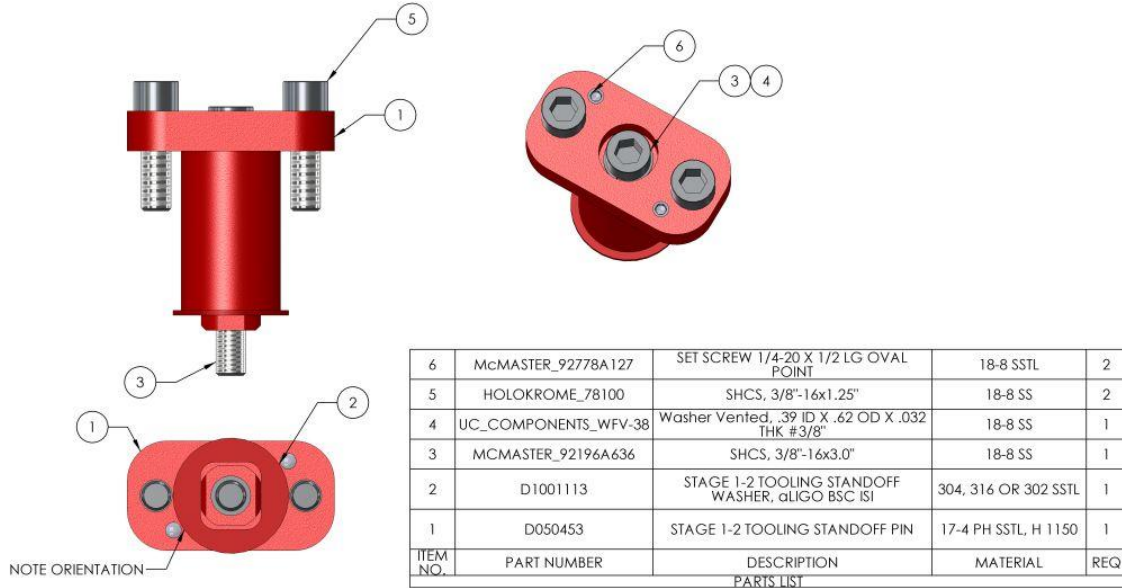 5
1
6
3 4
3
2
1
NOTE ORIENTATION
6 McMASTER_92778A127 SET SCREW 1/4-20 X 1/2 LG OVAL POINT 18-8 SSTL 2
5 HOLOKROME_78100 SHCS, 3/8"-16x1.25" 18-8 SS 2
4 UC_COMPONENTS_WFV-38 Washer Vented, .39 ID X .62 OD X .032 THK #3/8" 18-8 SS 1
3 MCMASTER_92196A636 SHCS, 3/8"-16x3.0" 18-8 SS 1
2 D1001113 STAGE 1-2 TOOLING STANDOFF WASHER, aLIGO BSC ISI 304, 316 OR 302 SSTL 1
1 D050453 STAGE 1-2 TOOLING STANDOFF PIN 17-4 PH SSTL, H 1150 1
ITEM NO. PART NUMBER DESCRIPTION MATERIAL REQ
PARTS LIST